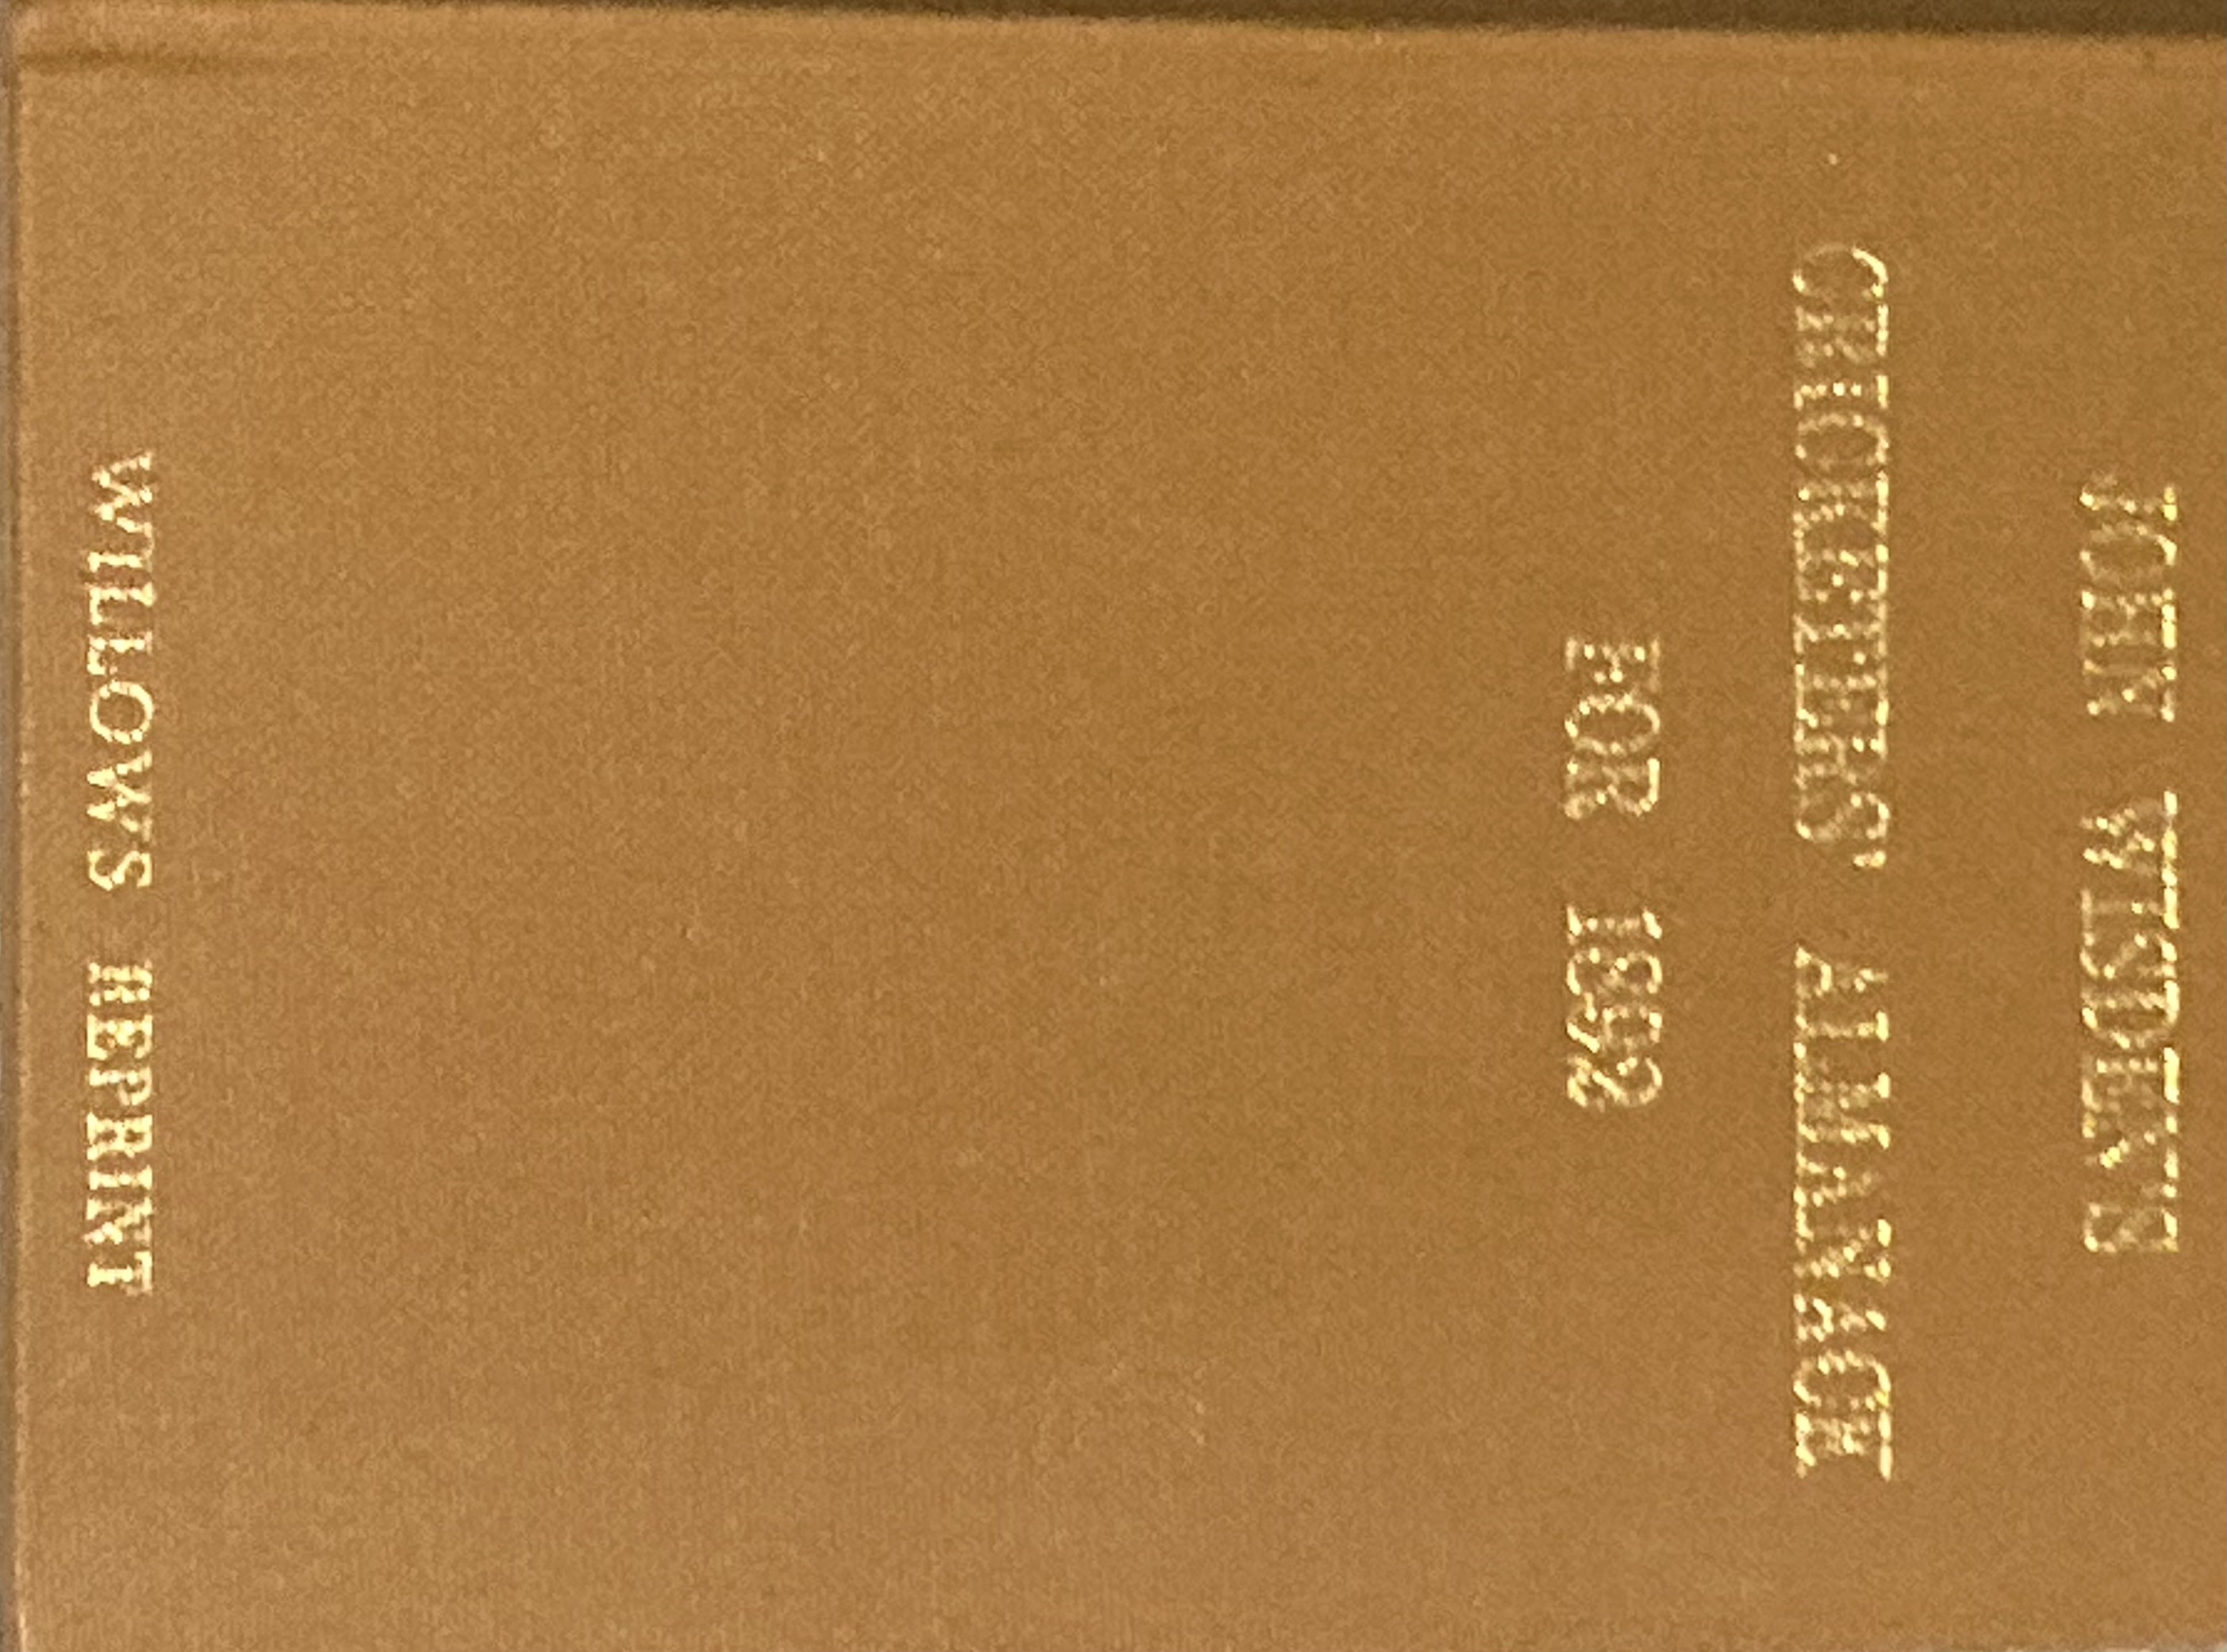 JOHN WISDEN'S
CRICKETERS' ALMANACK
FOR 1892
WILLOWS REPRINT